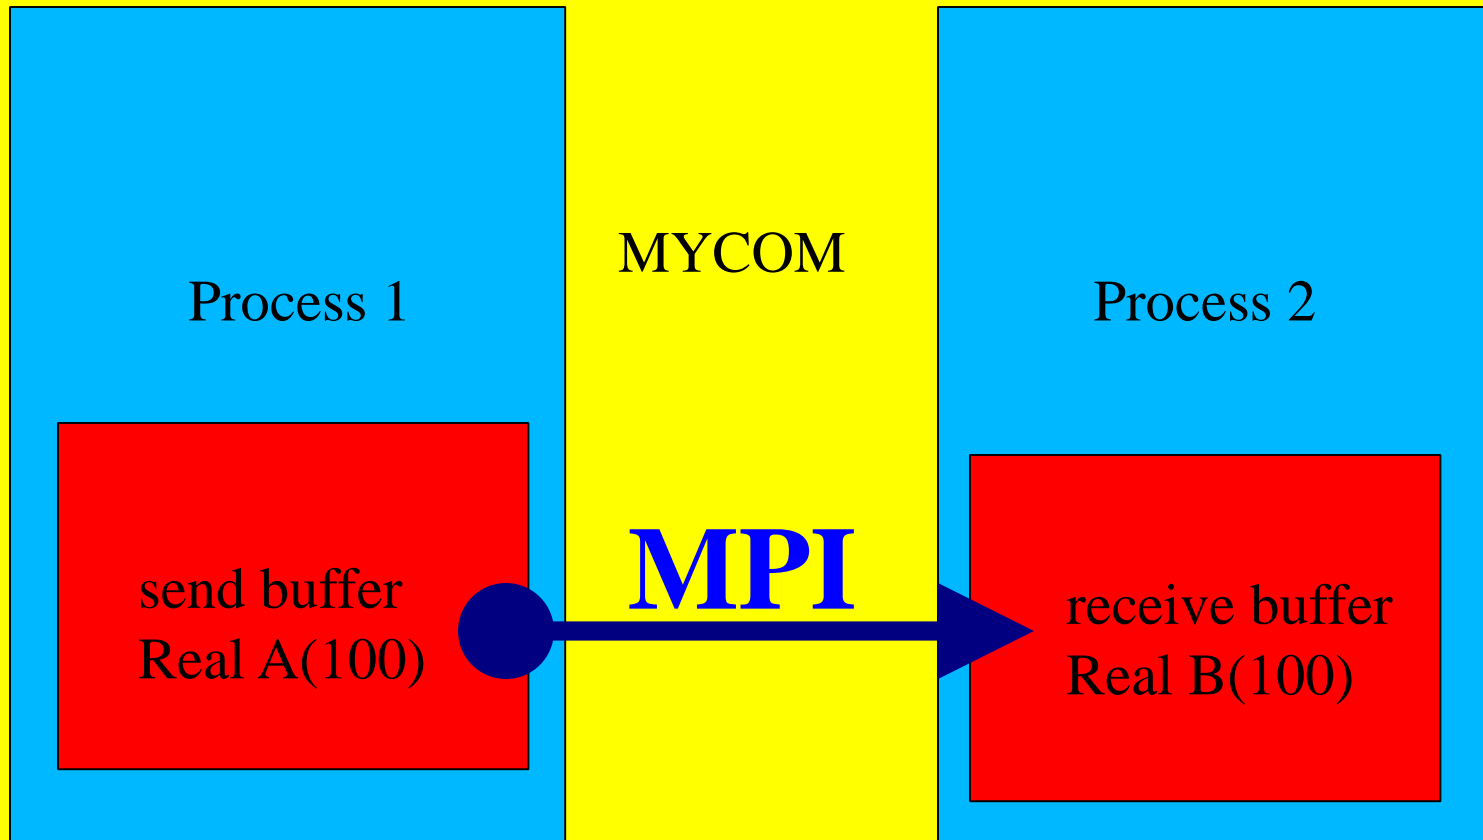 MYCOM
Process 1
Process 2
MPI
send buffer
Real A(100)
receive buffer
Real B(100)